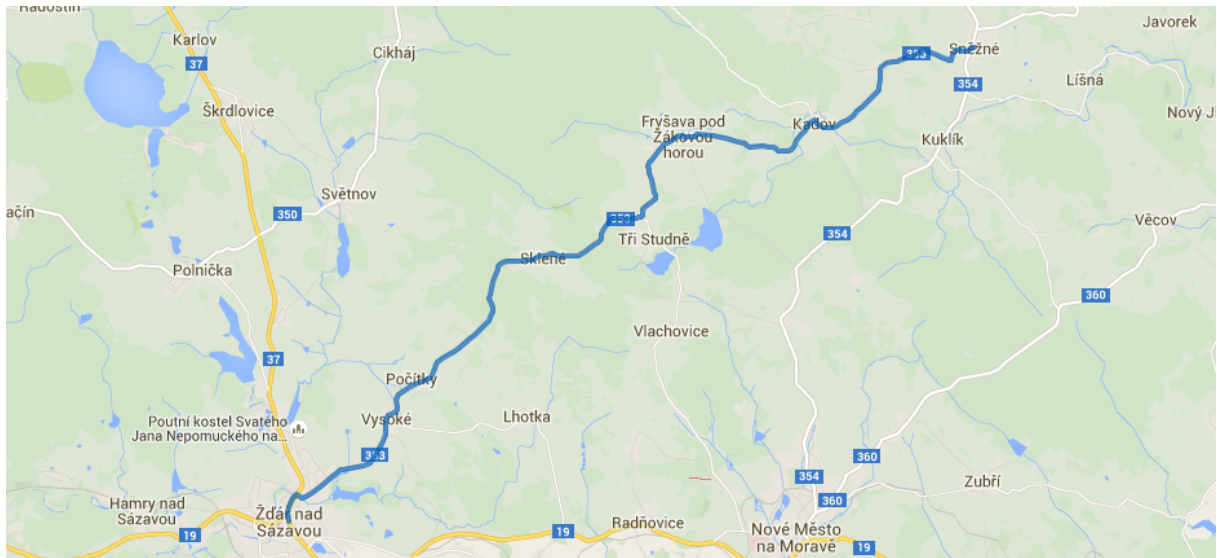 Radostín
Javorek
Karlov
Sněžné
Cikháj
353
37
354
Líšná
Škrdlovice
Nový J
Fryšava pod
Žákovou
horou
Kadov
Kuklík
Světnov
ačín
350
353
Věcov
354
Tři Studně
Polnička
Sklené
360
Vlachovice
37
Počítky
Vysoké
Lhotka
Poutní kostel Svatého
Jana Nepomuckého na...
353
360
354
Zubří
Hamry nad
Sázavou
360
Žďár nad
Sázavou
Radňovice
Nové Město
na Moravě
19
19
19